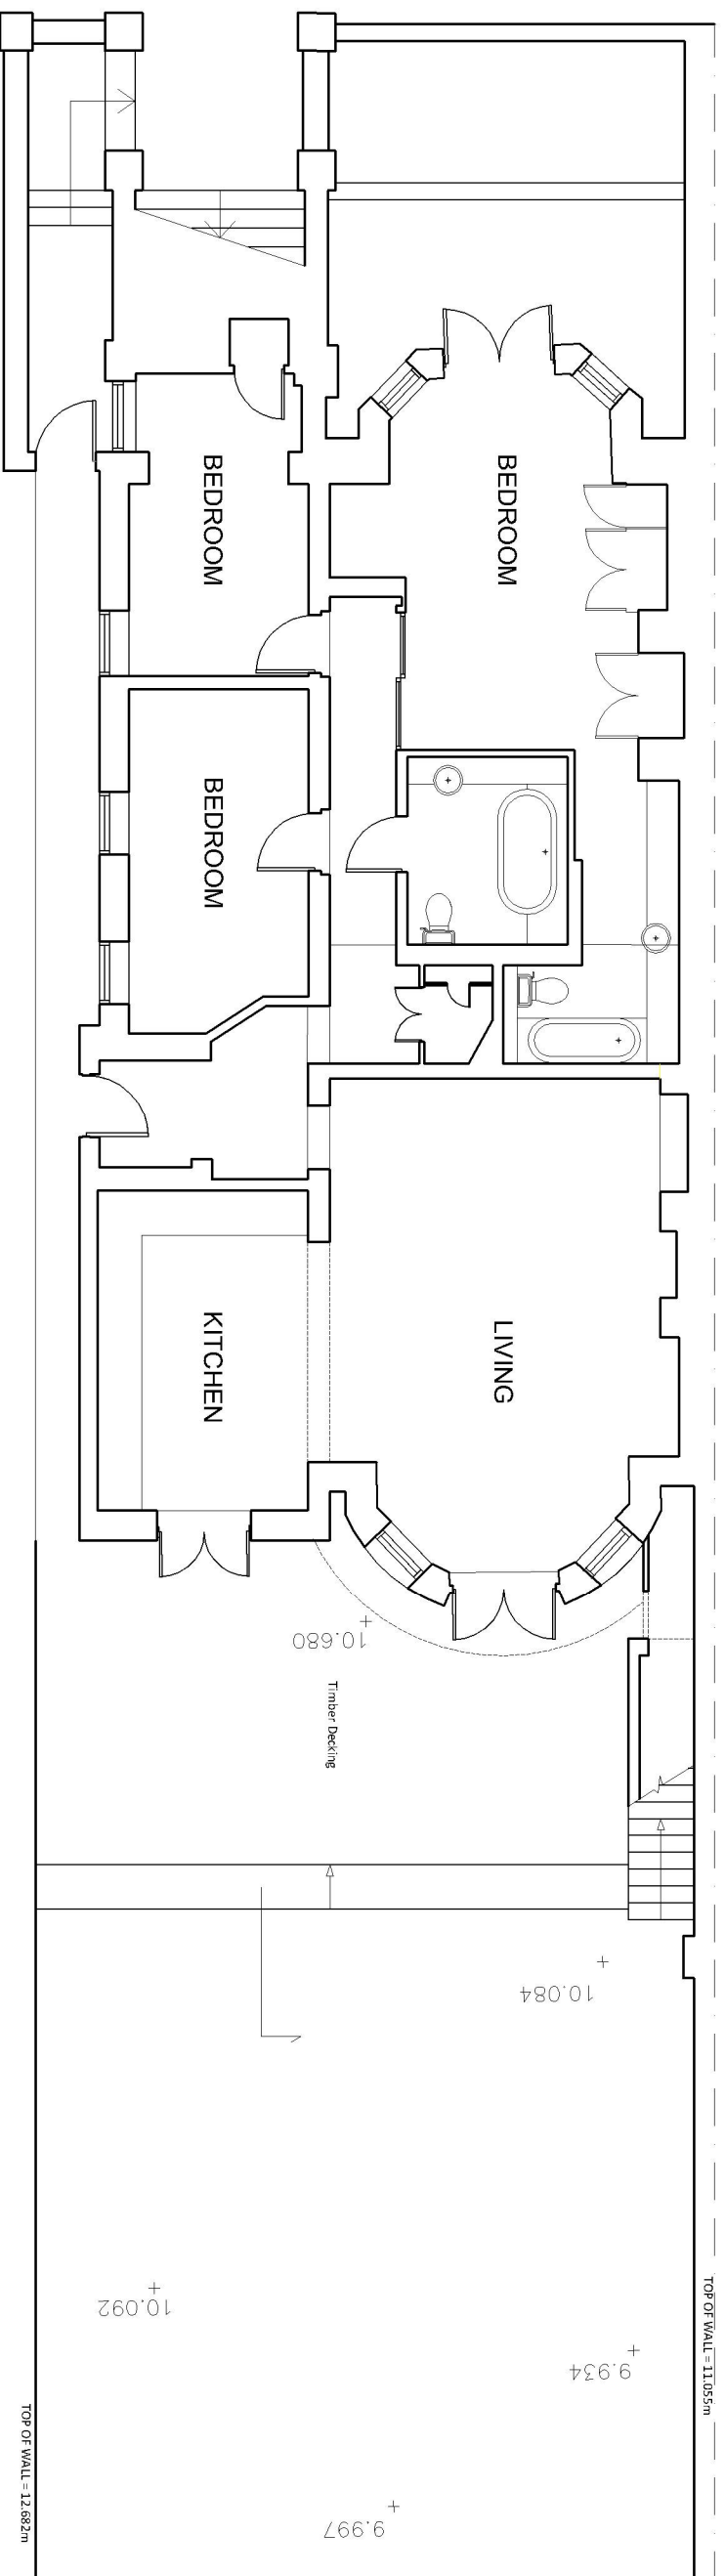 BEDROOM
BEDROOM
BEDROOM
LIVING
KITCHEN
10.680
Timber Decking
10.084
10.092
9.934
9.997
TOP OF WALL = 11.055m
TOP OF WALL = 12.682m